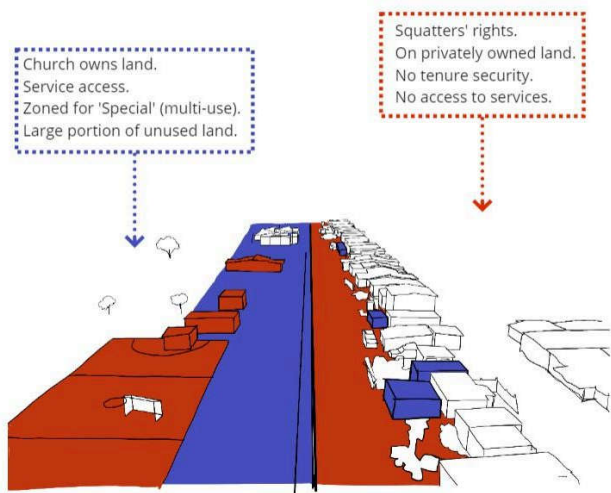 Church owns land.
Service access.
Zoned for 'Special' (multi-use).
Large portion of unused land.
Squatters' rights.
On privately owned land.
No tenure security.
No access to services.